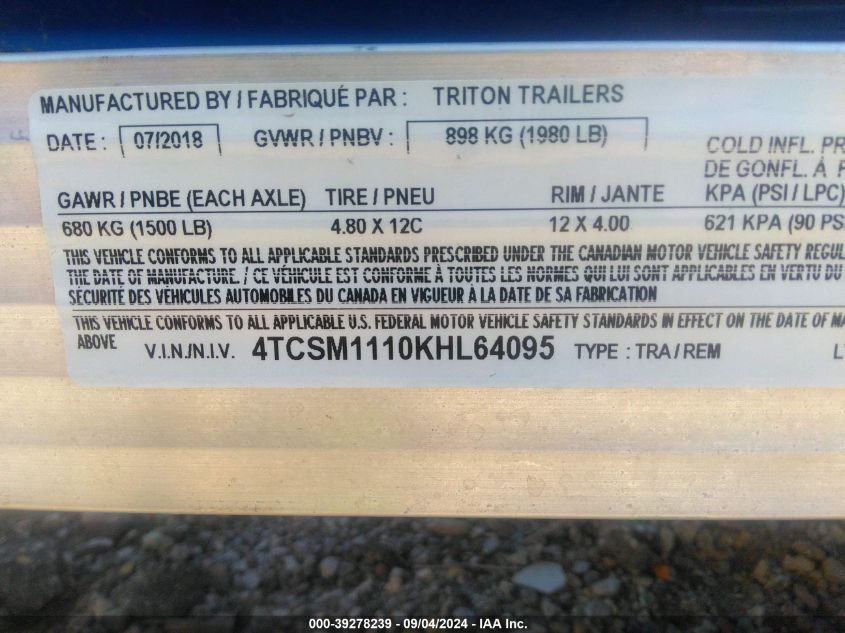 MANUFACTURED BY / FABRIQUÉ PAR : TRITON TRAILERS
DATE : 07/2018 GVWR / PNBV : 898 KG (1980 LB)
COLD INFL. PR
DE GONFL. À P
GAWR / PNBE (EACH AXLE) TIRE / PNEU RIM / JANTE KPA (PSI / LPC)
680 KG (1500 LB) 4.80 X 12C 12 X 4.00 621 KPA (90 PS
THIS VEHICLE CONFORMS TO ALL APPLICABLE STANDARDS PRESCRIBED UNDER THE CANADIAN MOTOR VEHICLE SAFETY REGUL
THE DATE OF MANUFACTURE. / CE VÉHICULE EST CONFORME À TOUTES LES NORMES QUI LUI SONT APPLICABLES EN VERTU DU
SÉCURITÉ DES VÉHICULES AUTOMOBILES DU CANADA EN VIGUEUR À LA DATE DE SA FABRICATION
THIS VEHICLE CONFORMS TO ALL APPLICABLE U.S. FEDERAL MOTOR VEHICLE SAFETY STANDARDS IN EFFECT ON THE DATE OF MA
ABOVE
V.I.N./N.I.V. 4TCSM1110KHL64095 TYPE : TRA / REM
000-39278239 - 09/04/2024 - IAA Inc.